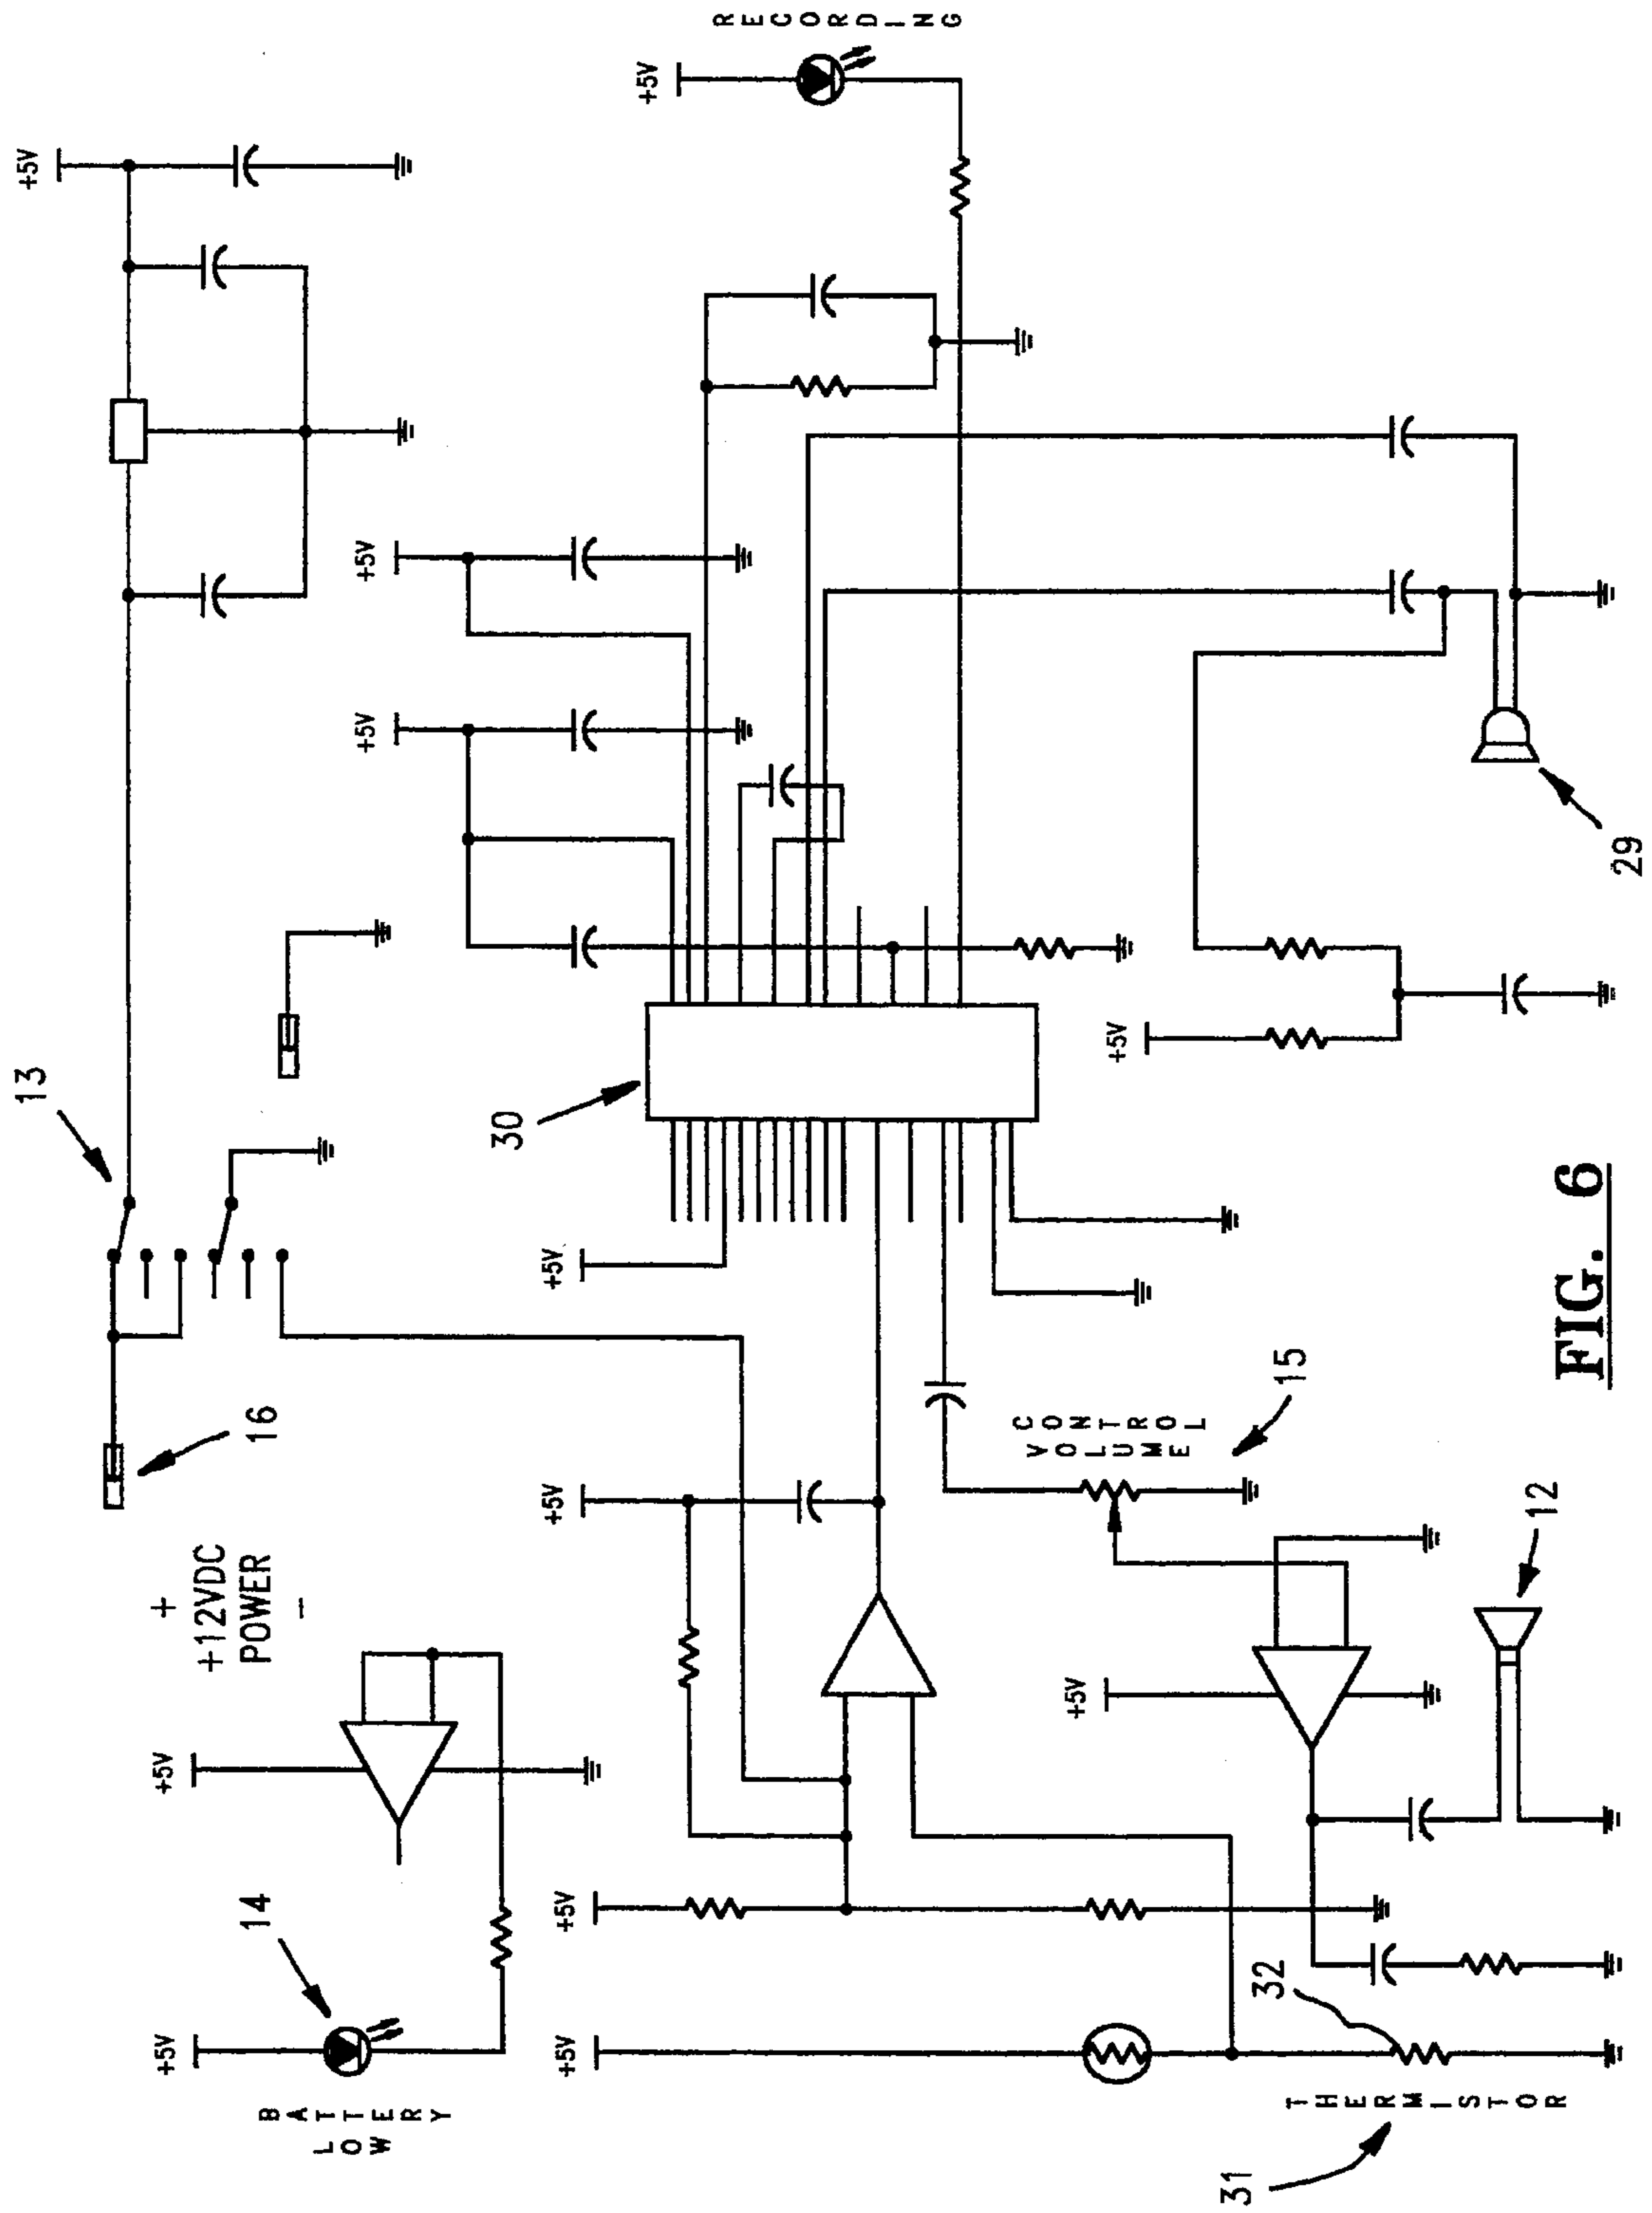 13
+5V
+5V
+5V
+
+12VDC
POWER
−
14
16
LOW
BATTERY
+5V
+5V
30
+5V
+5V
+5V
+5V
+5V
RECORDING
+5V
+5V
VOLUME
CONTROL
15
31
32
THERMISTOR
12
29
FIG. 6